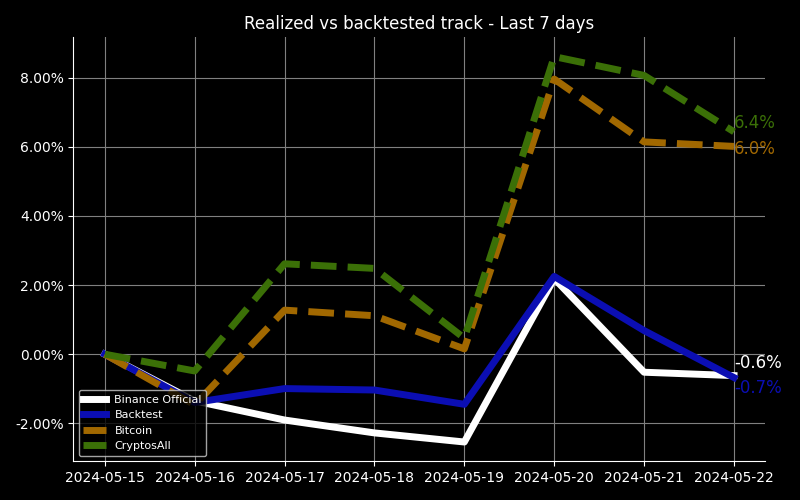 Realized vs backtested track - Last 7 days
8.00%
6.00%
4.00%
2.00%
0.00%
-2.00%
6.4%
6.0%
-0.6%
-0.7%
Binance Offical
Backtest
Bitcoin
CryptosAll
2024-05-15 2024-05-16 2024-05-17 2024-05-18 2024-05-19 2024-05-20 2024-05-21 2024-05-22